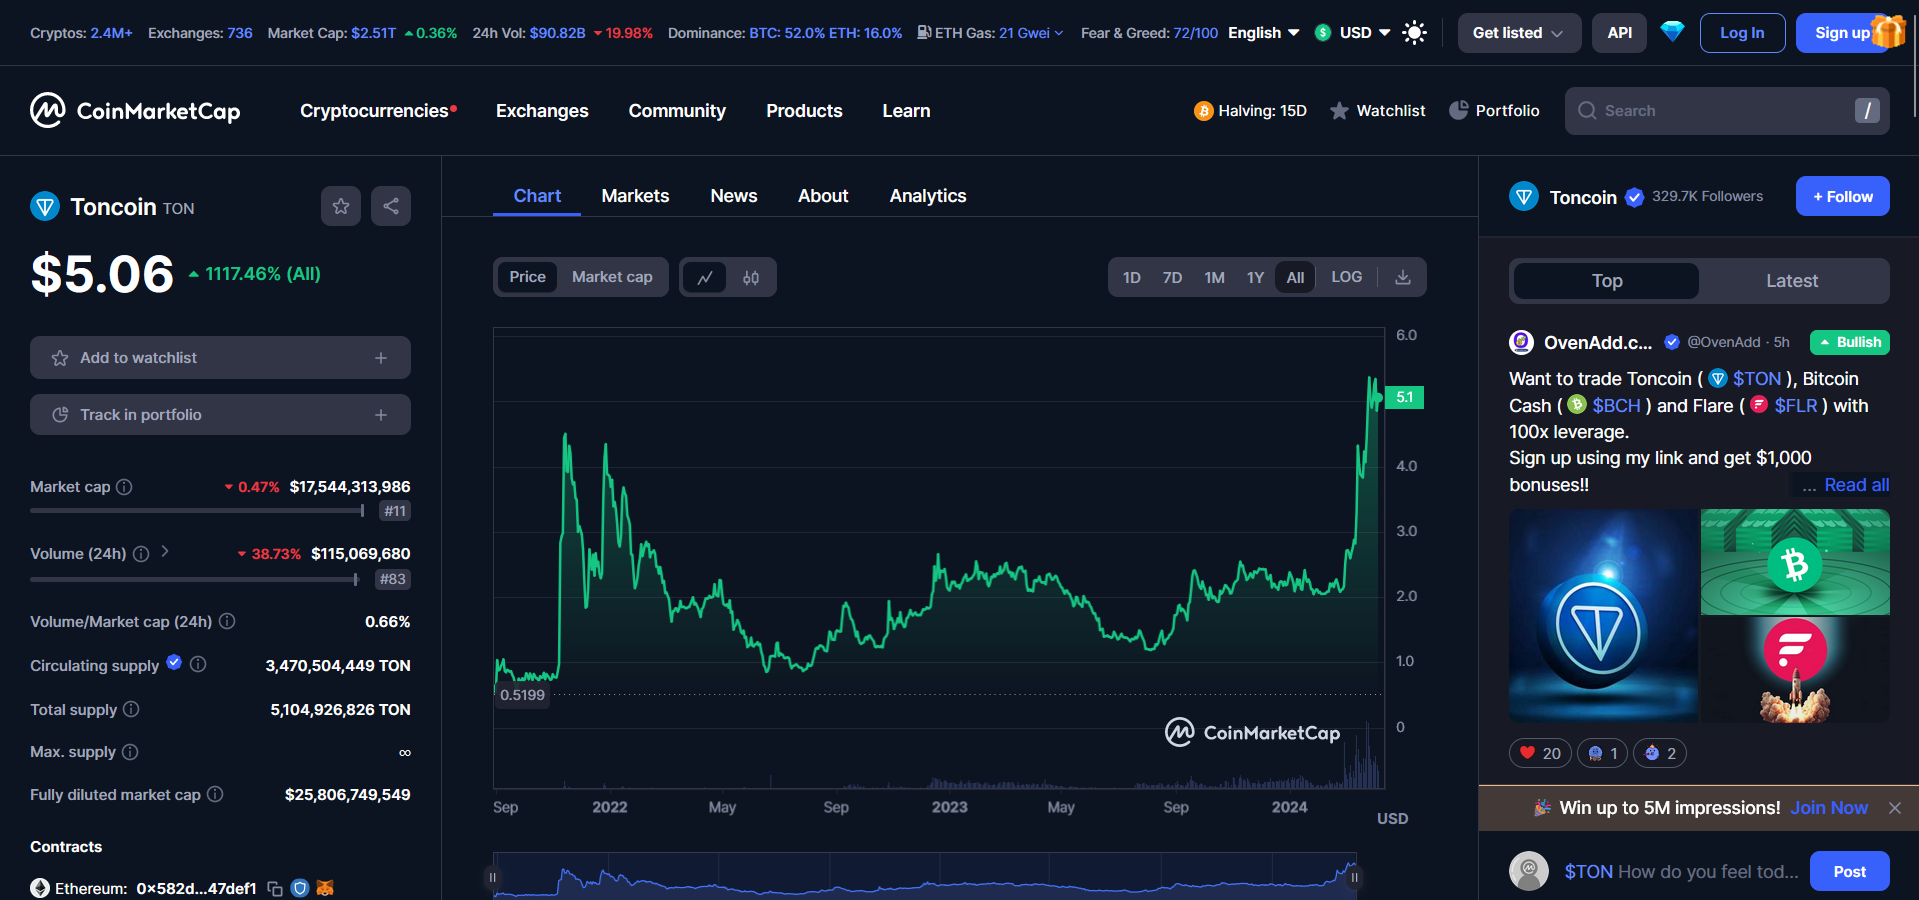 Cryptos: 2.4M+ Exchanges: 736 Market Cap: $2.51T 0.36% 24h Vol: $90.82B 19.98% Dominance: BTC: 52.0% ETH: 16.0% ETH Gas: 21 Gwei Fear & Greed: 72/100 English $ USD Get listed API Log In Sign up
CoinMarketCap Cryptocurrencies Exchanges Community Products Learn Halving: 15D Watchlist Portfolio Search /
Toncoin TON
$5.06 1117.46% (All)
Add to watchlist +
Track in portfolio +
Market cap 0.47% $17,544,313,986
#11
Volume (24h) 38.73% $115,069,680
#83
Volume/Market cap (24h) 0.66%
Circulating supply 3,470,504,449 TON
Total supply 5,104,926,826 TON
Max. supply ∞
Fully diluted market cap $25,806,749,549
Contracts
Ethereum: 0x582d...47def1
Chart Markets News About Analytics
Price Market cap 1D 7D 1M 1Y All LOG
6.0
5.1
4.0
3.0
2.0
1.0
0.5199
0
CoinMarketCap
Sep 2022 May Sep 2023 May Sep 2024
USD
Toncoin 329.7K Followers + Follow
Top Latest
OvenAdd.c... @OvenAdd · 5h Bullish
Want to trade Toncoin ( $TON ), Bitcoin
Cash ( $BCH ) and Flare ( $FLR ) with
100x leverage.
Sign up using my link and get $1,000
bonuses!! ... Read all
20 1 2
Win up to 5M impressions! Join Now
$TON How do you feel tod... Post